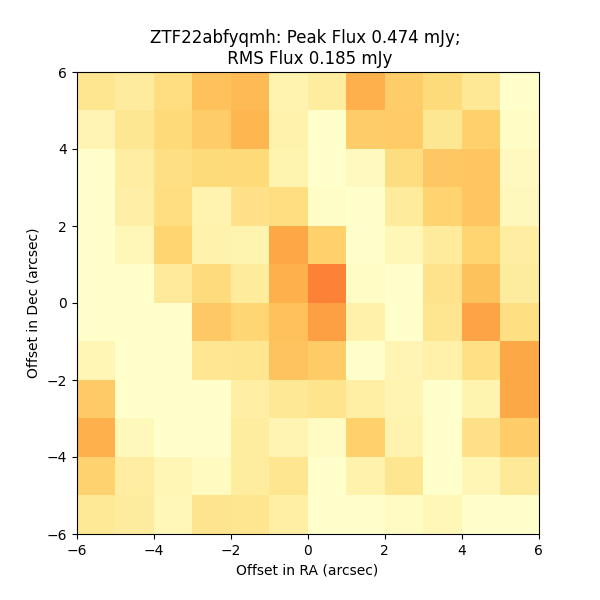 ZTF22abfyqmh: Peak Flux 0.474 mJy;
RMS Flux 0.185 mJy
6
4
2
0
−2
−4
−6
Offset in Dec (arcsec)
−6 −4 −2 0 2 4 6
Offset in RA (arcsec)